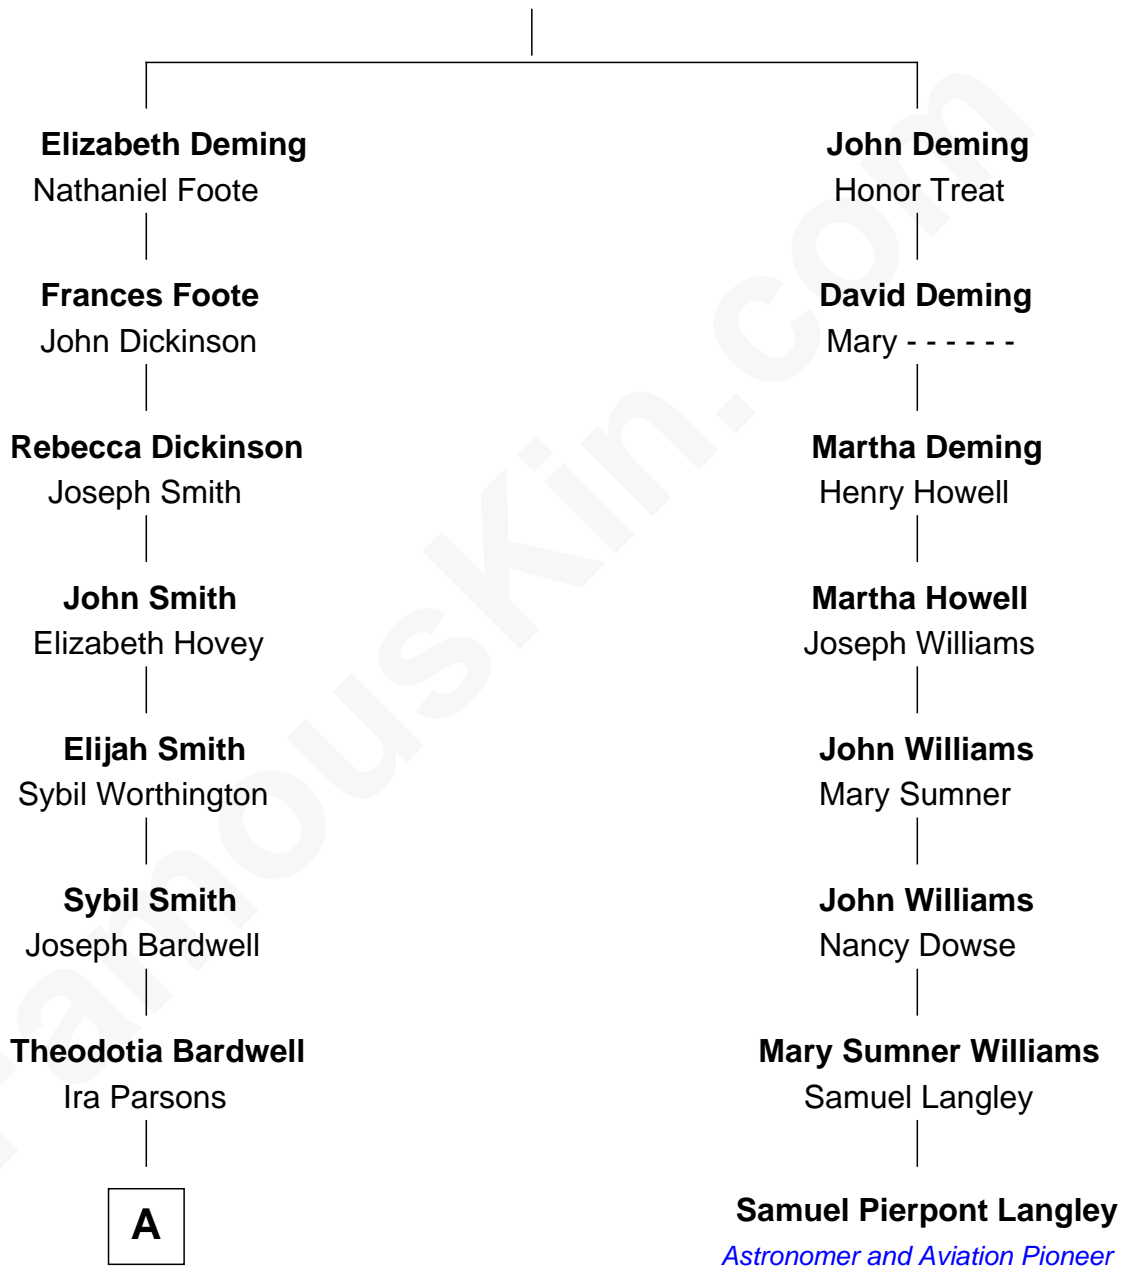 Elizabeth Deming
Nathaniel Foote
John Deming
Honor Treat
Frances Foote
John Dickinson
David Deming
Mary - - - - - -
Rebecca Dickinson
Joseph Smith
Martha Deming
Henry Howell
John Smith
Elizabeth Hovey
Martha Howell
Joseph Williams
Elijah Smith
Sybil Worthington
John Williams
Mary Sumner
Sybil Smith
Joseph Bardwell
John Williams
Nancy Dowse
Theodotia Bardwell
Ira Parsons
Mary Sumner Williams
Samuel Langley
A
Samuel Pierpont Langley
Astronomer and Aviation Pioneer
FamousKin.com